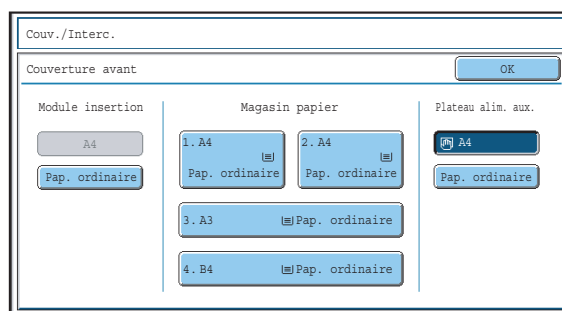 Couv./Interc.
Couverture avant
OK
Module insertion
A4
Pap. ordinaire
Magasin papier
1. A4
Pap. ordinaire
2. A4
Pap. ordinaire
3. A3 Pap. ordinaire
4. B4 Pap. ordinaire
Plateau alim. aux.
A4
Pap. ordinaire